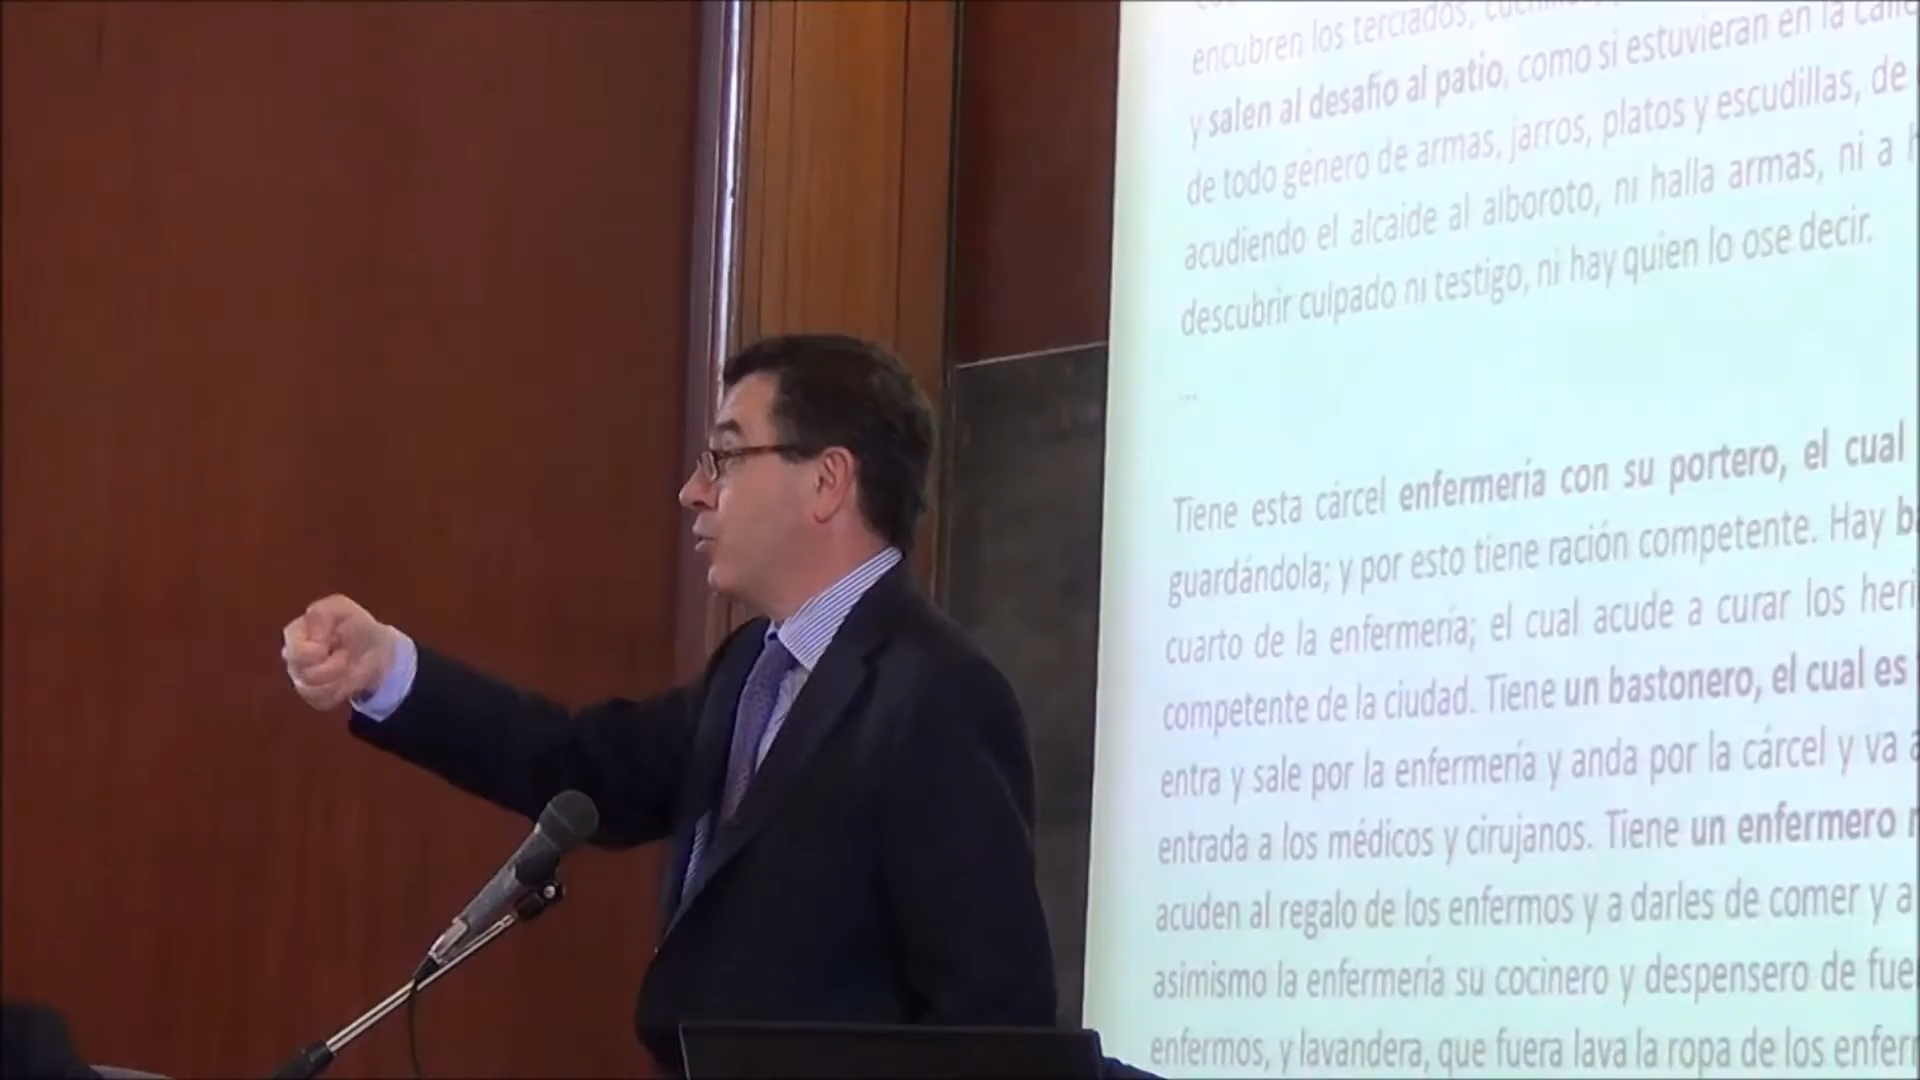 encubren los terciados,
y salen al desafío al patio, como si estuvieran en la calle
de todo género de armas, jarros, platos y escudillas, de
acudiendo el alcaide al alboroto, ni halla armas, ni a
descubrir culpado ni testigo, ni hay quien lo ose decir.
...
Tiene esta cárcel enfermería con su portero, el cual
guardándola; y por esto tiene ración competente. Hay
cuarto de la enfermería; el cual acude a curar los
competente de la ciudad. Tiene un bastonero, el cual es
entra y sale por la enfermería y anda por la cárcel y va
entrada a los médicos y cirujanos. Tiene un enfermero
acuden al regalo de los enfermos y a darles de comer y a
asimismo la enfermería su cocinero y despensero de
enfermos, y lavandera, que fuera lava la ropa de los